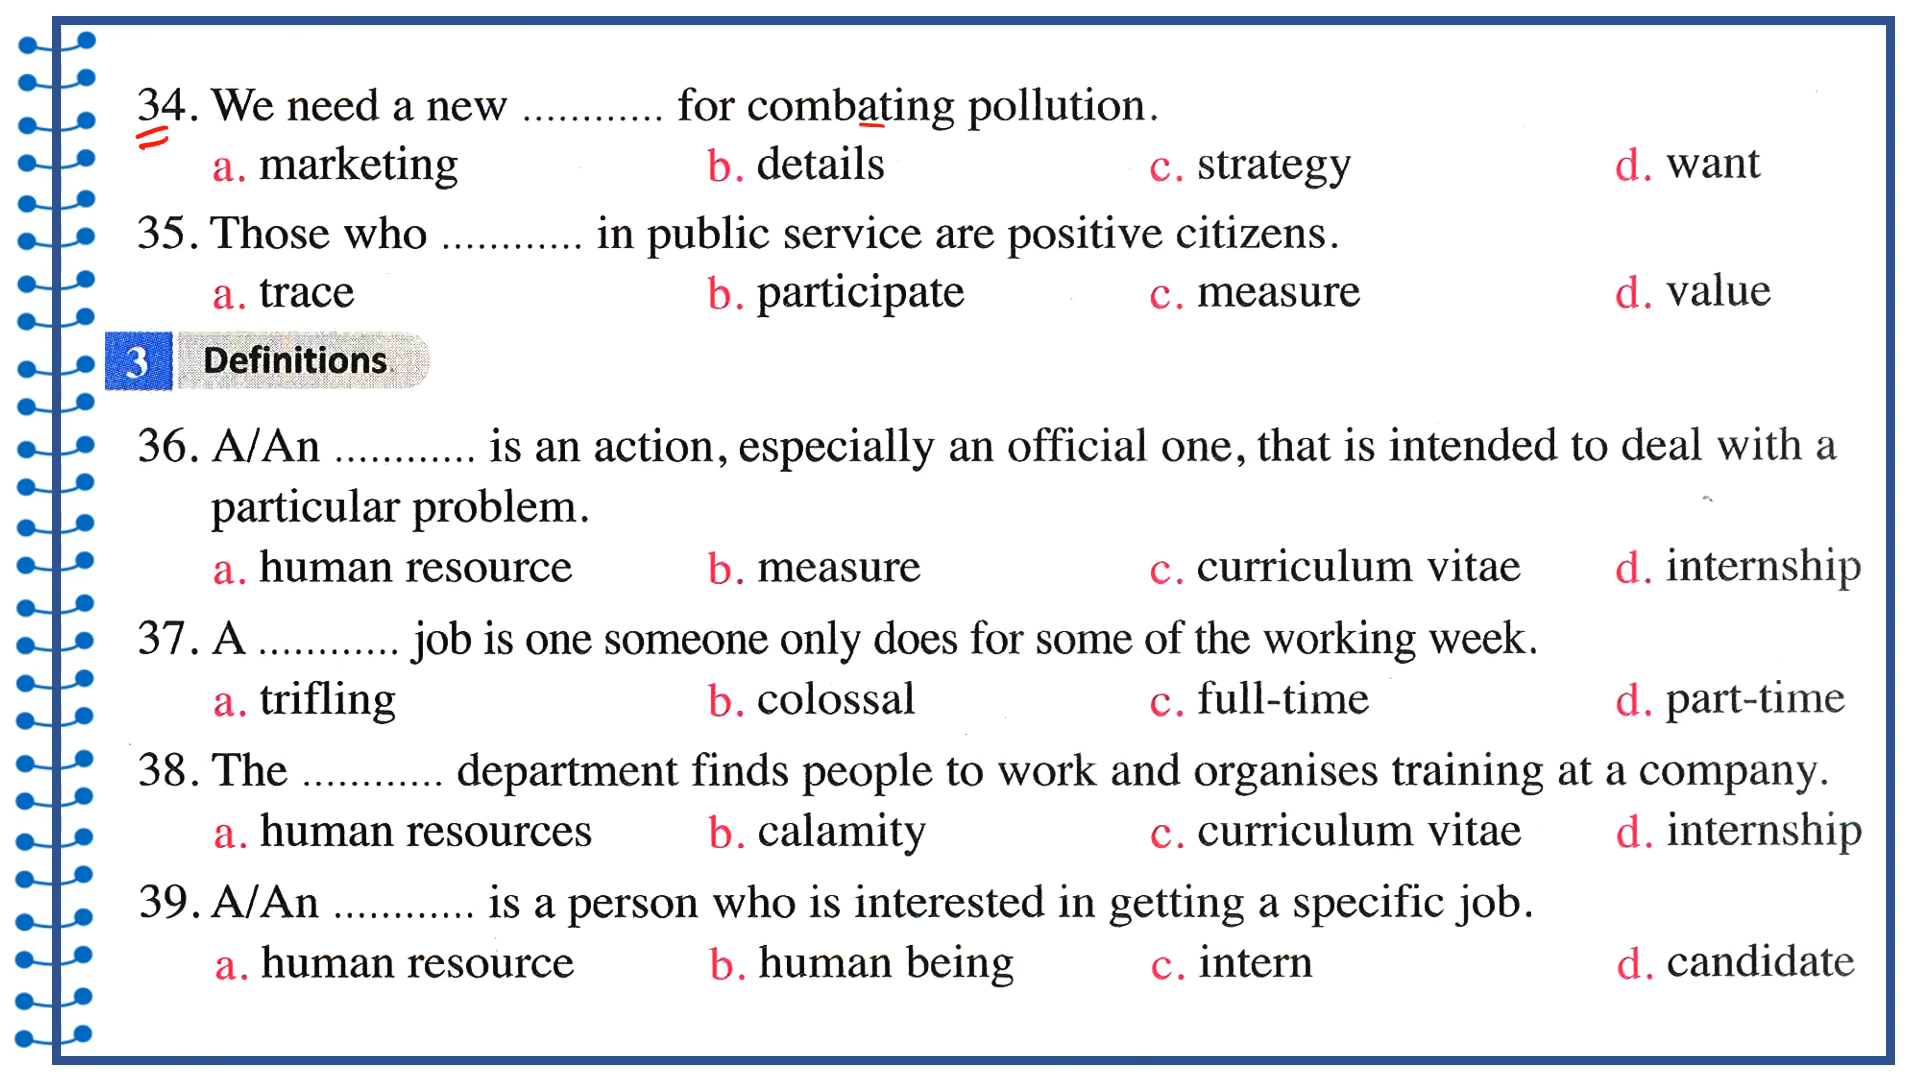 34. We need a new ............ for combating pollution.
a. marketing b. details c. strategy d. want
35. Those who ............ in public service are positive citizens.
a. trace b. participate c. measure d. value
3 Definitions
36. A/An ............ is an action, especially an official one, that is intended to deal with a
particular problem.
a. human resource b. measure c. curriculum vitae d. internship
37. A ............ job is one someone only does for some of the working week.
a. trifling b. colossal c. full-time d. part-time
38. The ............ department finds people to work and organises training at a company.
a. human resources b. calamity c. curriculum vitae d. internship
39. A/An ............ is a person who is interested in getting a specific job.
a. human resource b. human being c. intern d. candidate